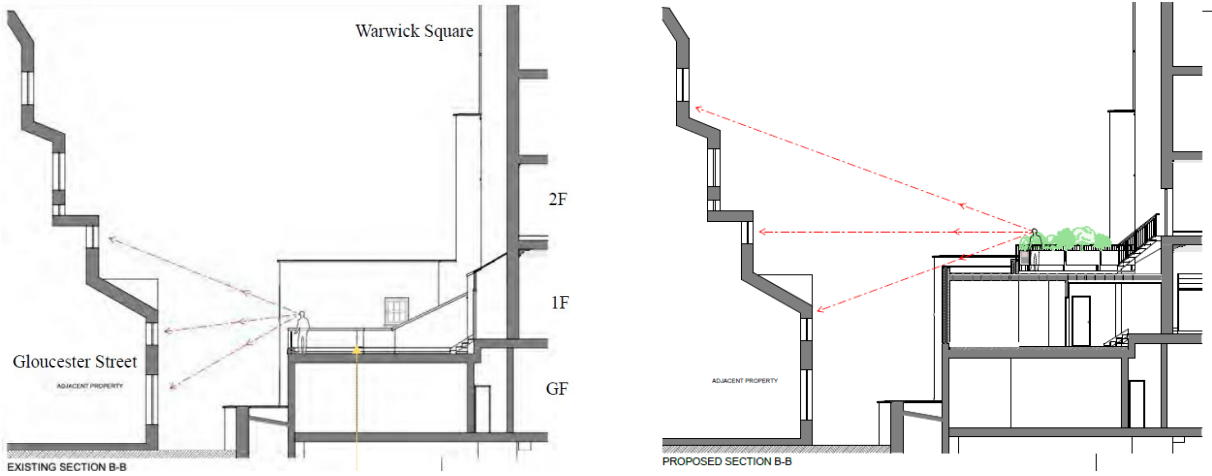 Warwick Square
2F
1F
Gloucester Street
ADJACENT PROPERTY
GF
EXISTING SECTION B-B
ADJACENT PROPERTY
PROPOSED SECTION B-B